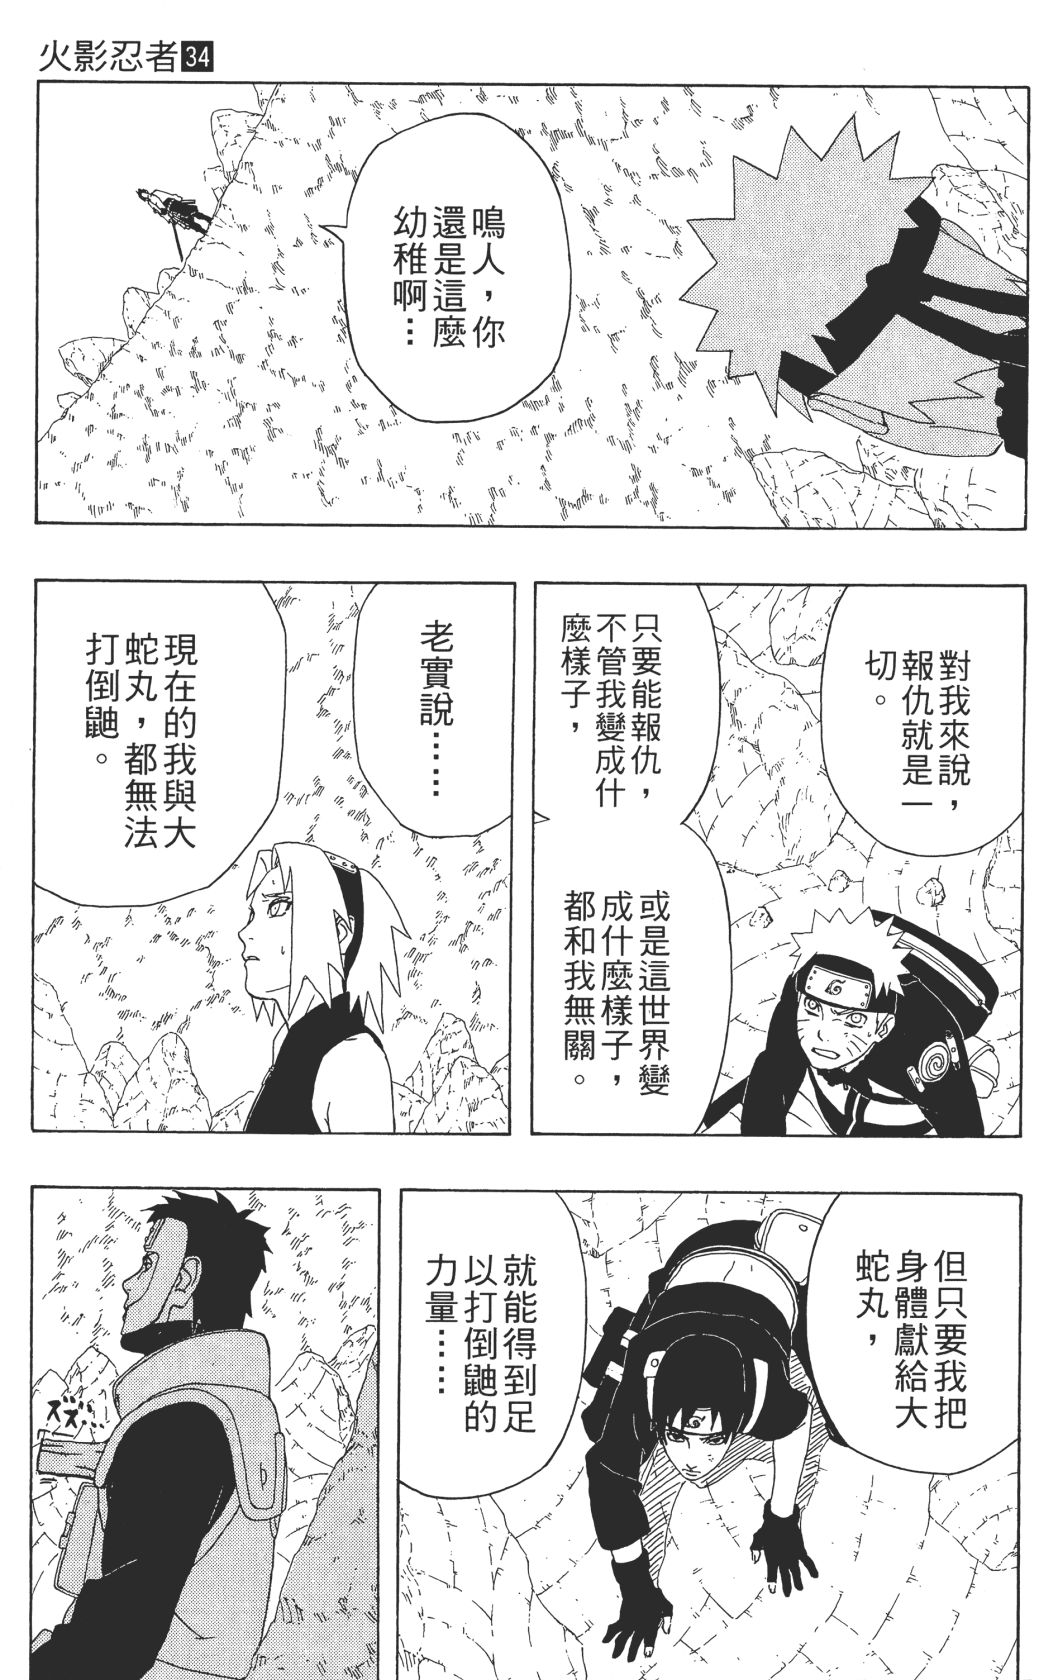 火影忍者34
鳴人，你
還是這麼
幼稚啊…
對我來說，
報仇就是一
切。
只要能報仇，
不管我變成什
麼樣子，
或是這世界變
成什麼樣子，
都和我無關。
老實說……
現在的我與大
蛇丸，都無法
打倒鼬。
但只要我把
身體獻給大
蛇丸，
就能得到足
以打倒鼬的
力量……
ズズ…